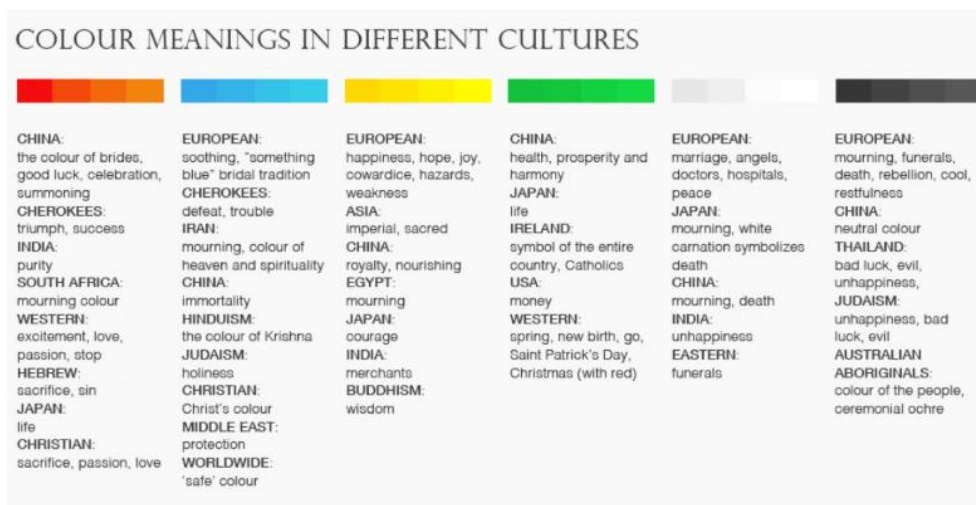 COLOUR MEANINGS IN DIFFERENT CULTURES
CHINA:
the colour of brides,
good luck, celebration,
summoning
CHEROKEES:
triumph, success
INDIA:
purity
SOUTH AFRICA:
mourning colour
WESTERN:
excitement, love,
passion, stop
HEBREW:
sacrifice, sin
JAPAN:
life
CHRISTIAN:
sacrifice, passion, love
EUROPEAN:
soothing, "something
blue" bridal tradition
CHEROKEES:
defeat, trouble
IRAN:
mourning, colour of
heaven and spirituality
CHINA:
immortality
HINDUISM:
the colour of Krishna
JUDAISM:
holiness
CHRISTIAN:
Christ's colour
MIDDLE EAST:
protection
WORLDWIDE:
'safe' colour
EUROPEAN:
happiness, hope, joy,
cowardice, hazards,
weakness
ASIA:
imperial, sacred
CHINA:
royalty, nourishing
EGYPT:
mourning
JAPAN:
courage
INDIA:
merchants
BUDDHISM:
wisdom
CHINA:
health, prosperity and
harmony
JAPAN:
life
IRELAND:
symbol of the entire
country, Catholics
USA:
money
WESTERN:
spring, new birth, go,
Saint Patrick's Day,
Christmas (with red)
EUROPEAN:
marriage, angels,
doctors, hospitals,
peace
JAPAN:
mourning, white
carnation symbolizes
death
CHINA:
mourning, death
INDIA:
unhappiness
EASTERN:
funerals
EUROPEAN:
mourning, funerals,
death, rebellion, cool,
restfulness
CHINA:
neutral colour
THAILAND:
bad luck, evil,
unhappiness,
JUDAISM:
unhappiness, bad
luck, evil
AUSTRALIAN
ABORIGINALS:
colour of the people,
ceremonial ochre